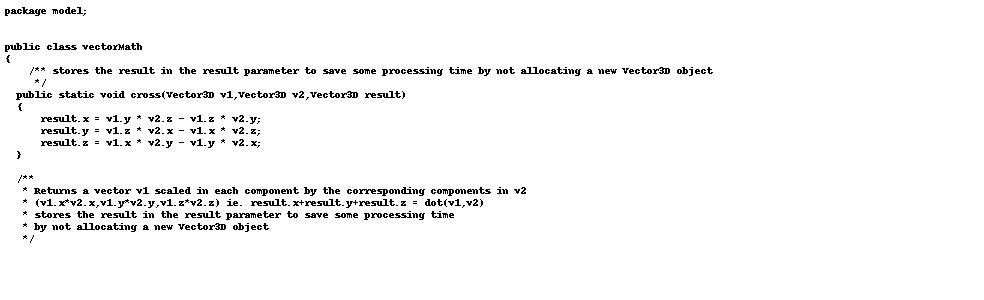 package model;
public class vectorMath
{
/** stores the result in the result parameter to save some processing time by not allocating a new Vector3D object
*/
public static void cross(Vector3D v1,Vector3D v2,Vector3D result)
{
result.x = v1.y * v2.z - v1.z * v2.y;
result.y = v1.z * v2.x - v1.x * v2.z;
result.z = v1.x * v2.y - v1.y * v2.x;
}
/**
* Returns a vector v1 scaled in each component by the corresponding components in v2
* (v1.x*v2.x,v1.y*v2.y,v1.z*v2.z) ie. result.x+result.y+result.z = dot(v1,v2)
* stores the result in the result parameter to save some processing time
* by not allocating a new Vector3D object
*/